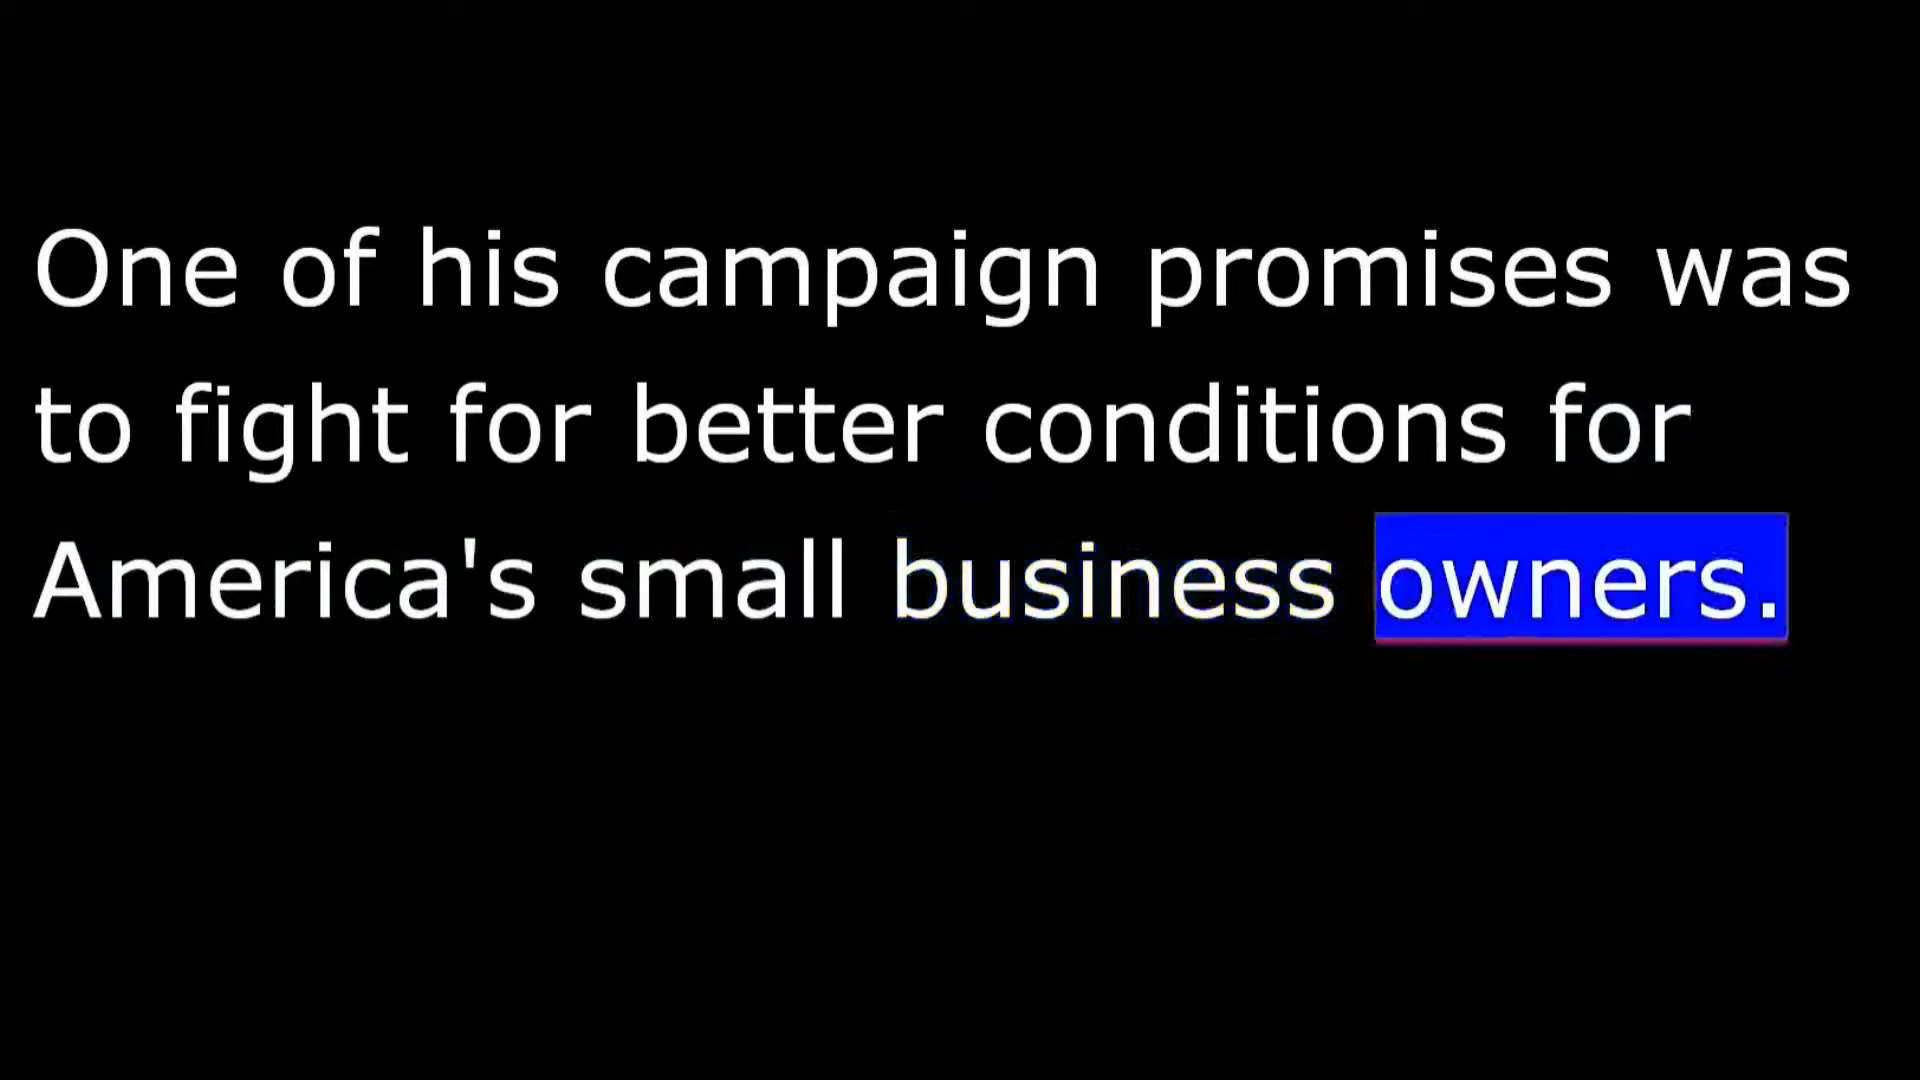 One of his campaign promises was
to fight for better conditions for
America's small business owners.